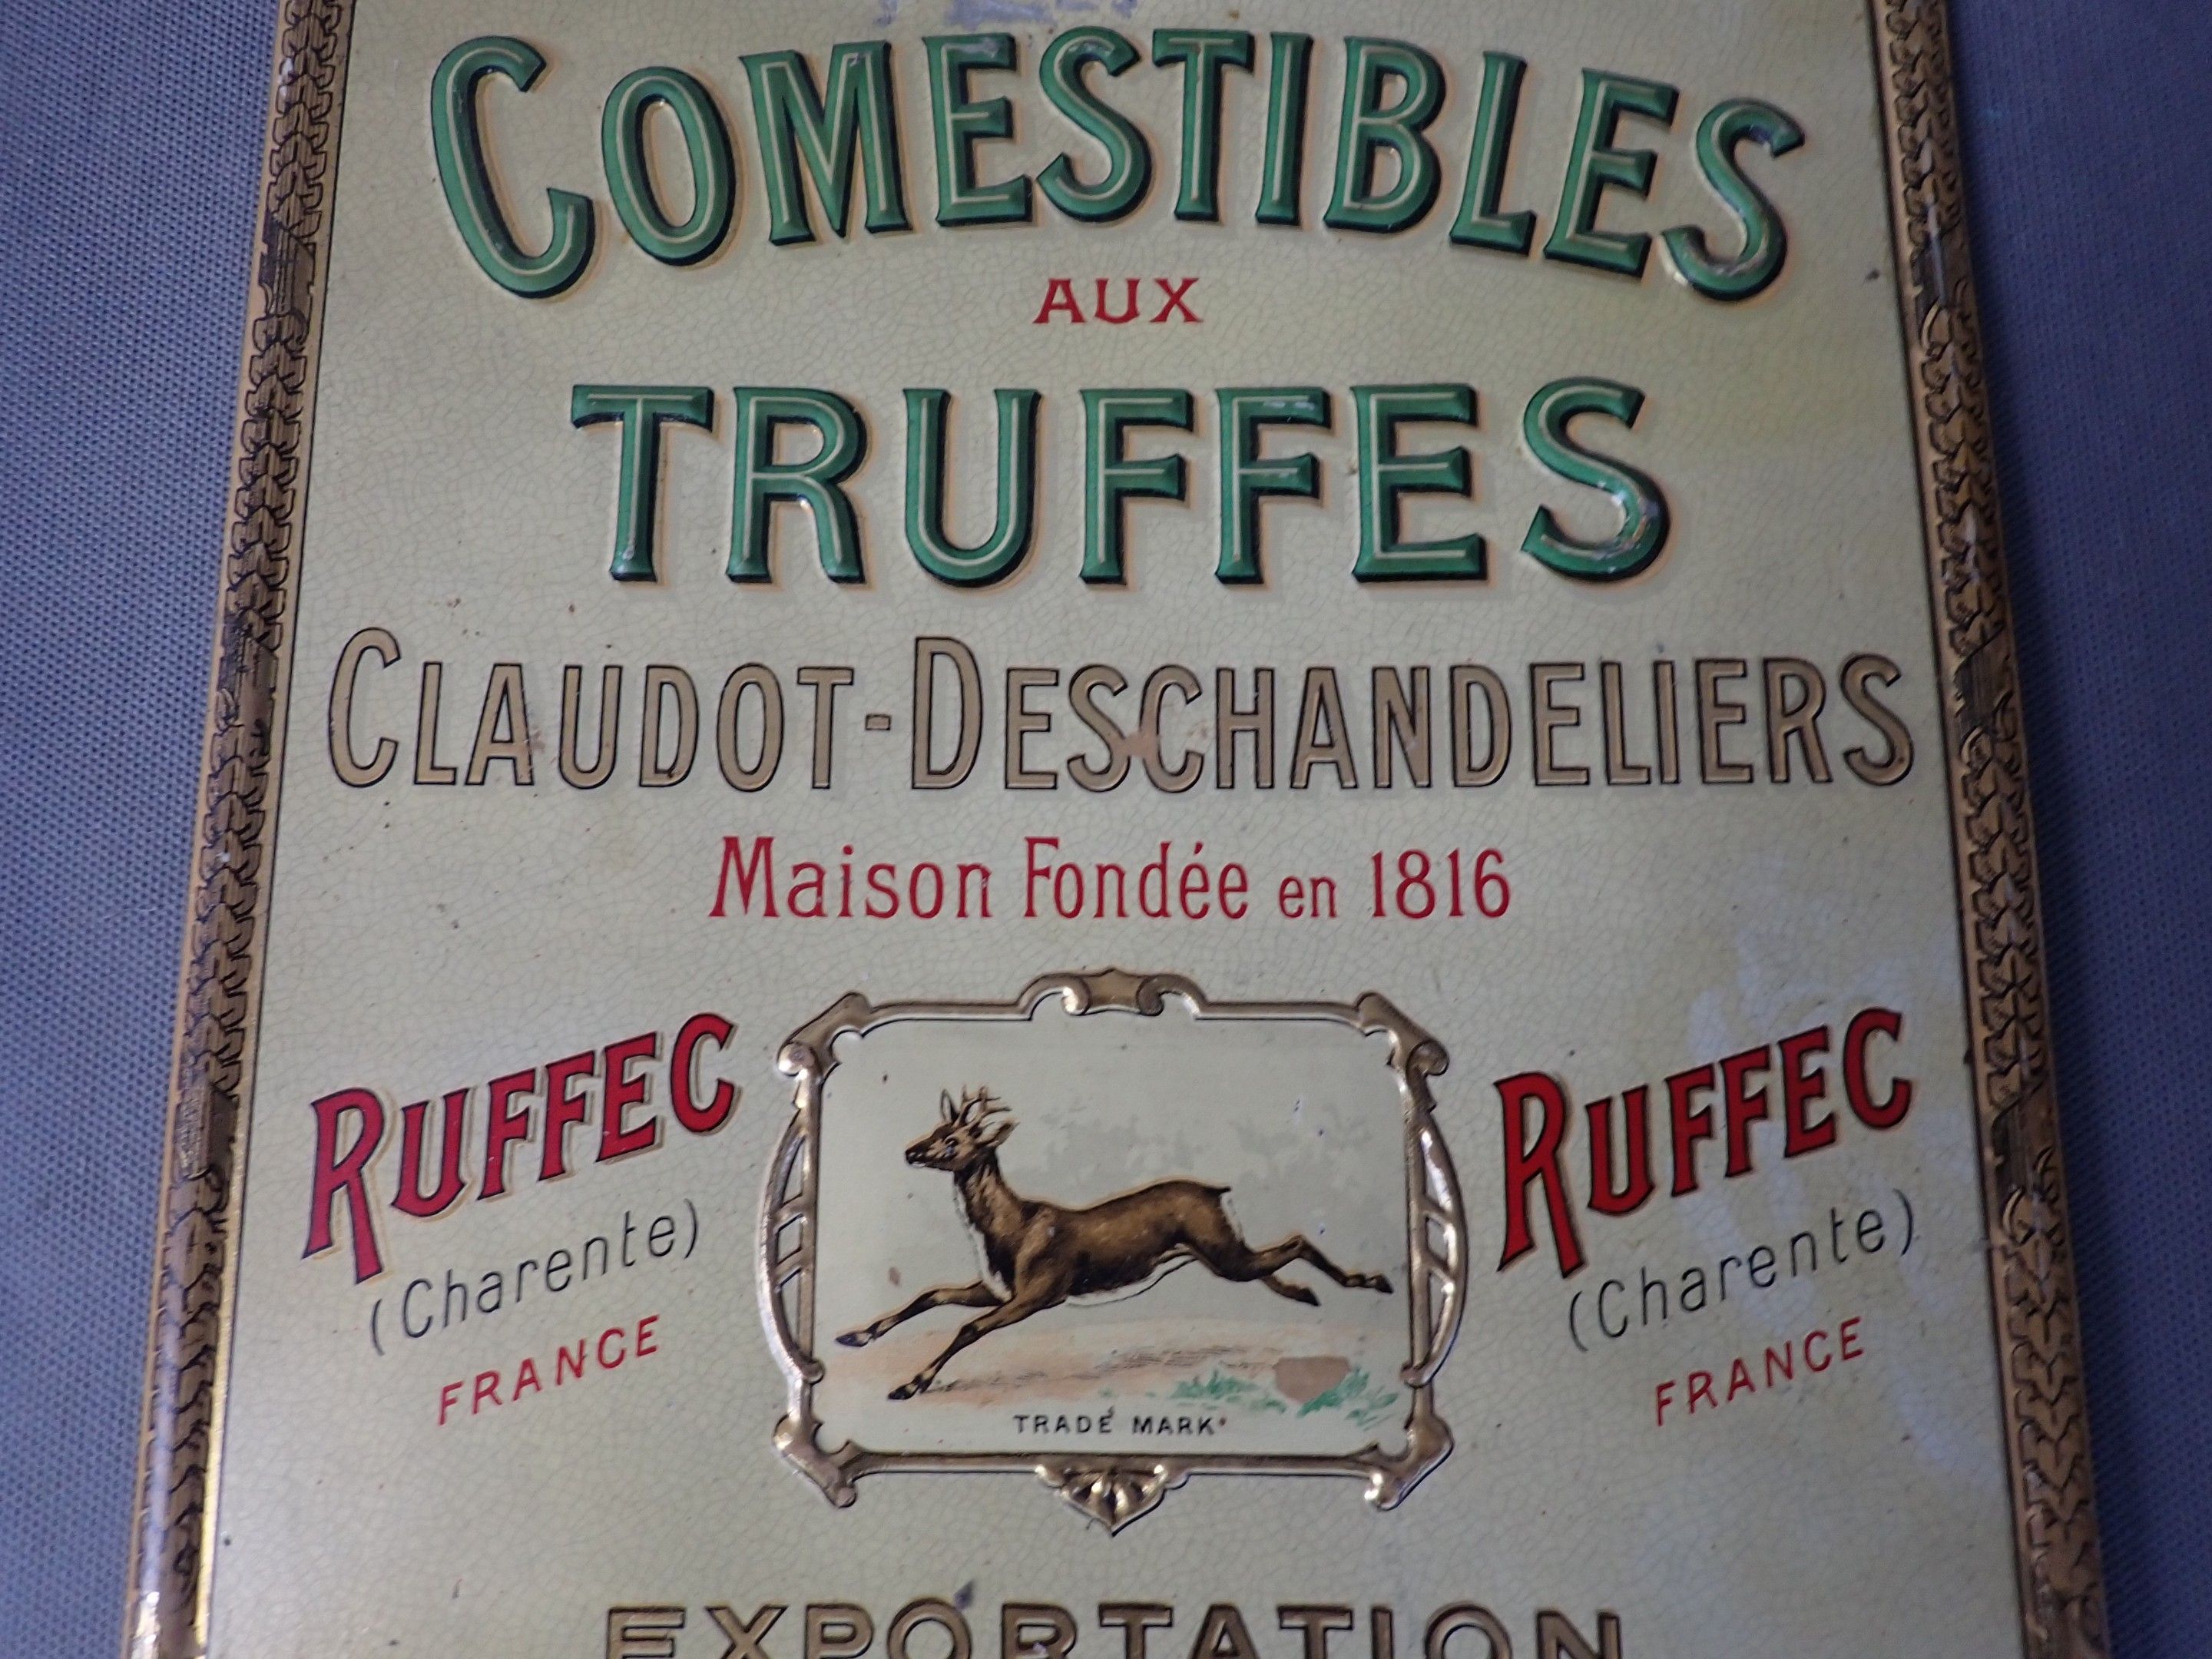 COMESTIBLES
AUX
TRUFFES
CLAUDOT-DESCHANDELIERS
Maison Fondée en 1816
RUFFEC
(Charente)
FRANCE
RUFFEC
(Charente)
FRANCE
TRADE MARK
EXPORTATION